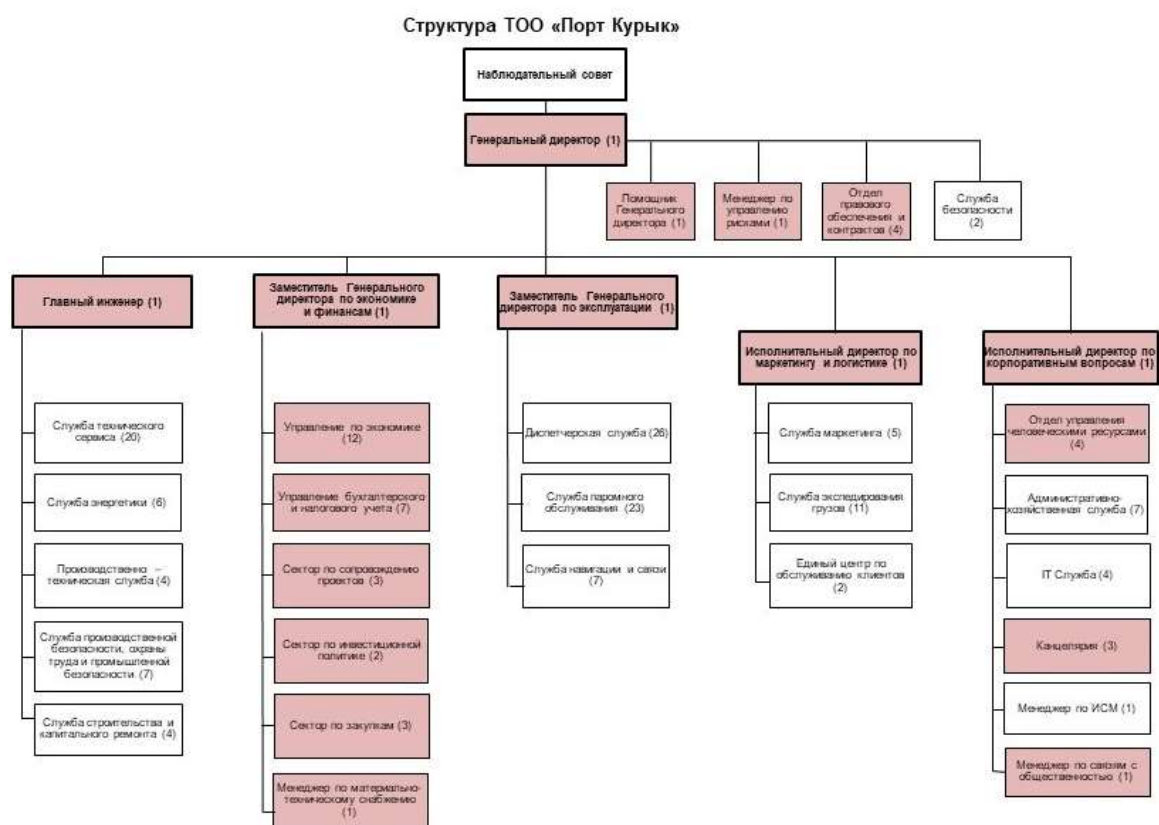 Структура ТОО «Порт Курык»
Наблюдательный совет
Генеральный директор (1)
Помощник
Генерального
директора (1)
Менеджер по
управлению
рисками (1)
Отдел
правового
обеспечения и
контрактов (4)
Служба
безопасности
(2)
Главный инженер (1)
Заместитель Генерального
директора по экономике
и финансам (1)
Заместитель Генерального
директора по эксплуатации (1)
Исполнительный директор по
маркетингу и логистике (1)
Исполнительный директор по
корпоративным вопросам (1)
Служба технического
сервиса (20)
Служба энергетики (6)
Производственно –
техническая служба (4)
Служба производственной
безопасности, охраны
труда и промышленной
безопасности (7)
Служба строительства и
капитального ремонта (4)
Управление по экономике
(12)
Управление бухгалтерского
и налогового учета (7)
Сектор по сопровождению
проектов (3)
Сектор по инвестиционной
политике (2)
Сектор по закупкам (3)
Менеджер по материально-
техническому снабжению
(1)
Диспетчерская служба (26)
Служба паромного
обслуживания (23)
Служба навигации и связи
(7)
Служба маркетинга (5)
Служба экспедирования
грузов (11)
Единый центр по
обслуживанию клиентов
(2)
Отдел управления
человеческими ресурсами
(4)
Административно-
хозяйственная служба (7)
IT Служба (4)
Канцелярия (3)
Менеджер по ИСМ (1)
Менеджер по связям с
общественностью (1)